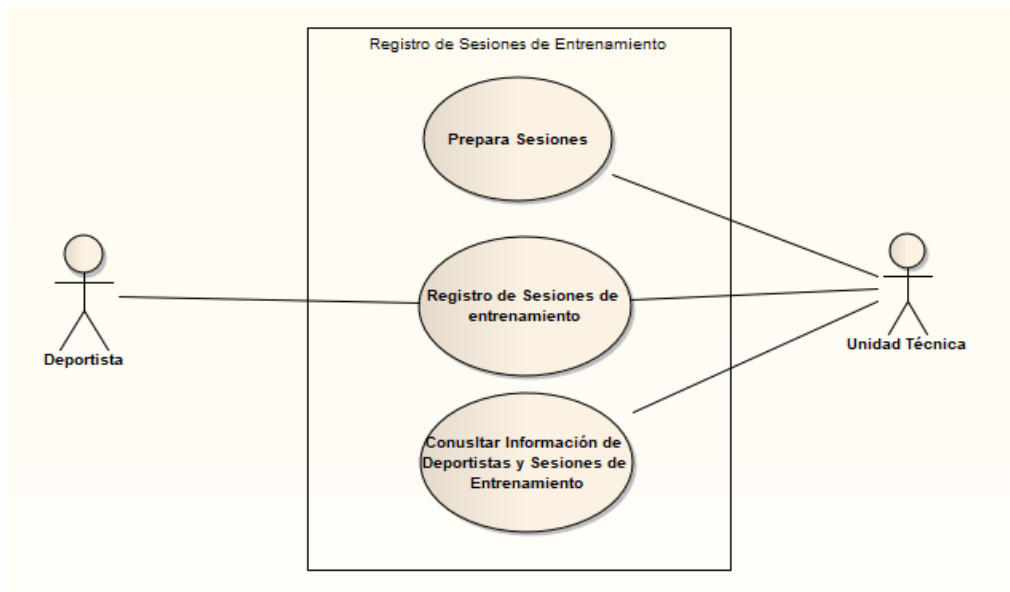 Registro de Sesiones de Entrenamiento
Prepara Sesiones
Registro de Sesiones de
entrenamiento
Deportista
Unidad Técnica
Conusltar Información de
Deportistas y Sesiones de
Entrenamiento